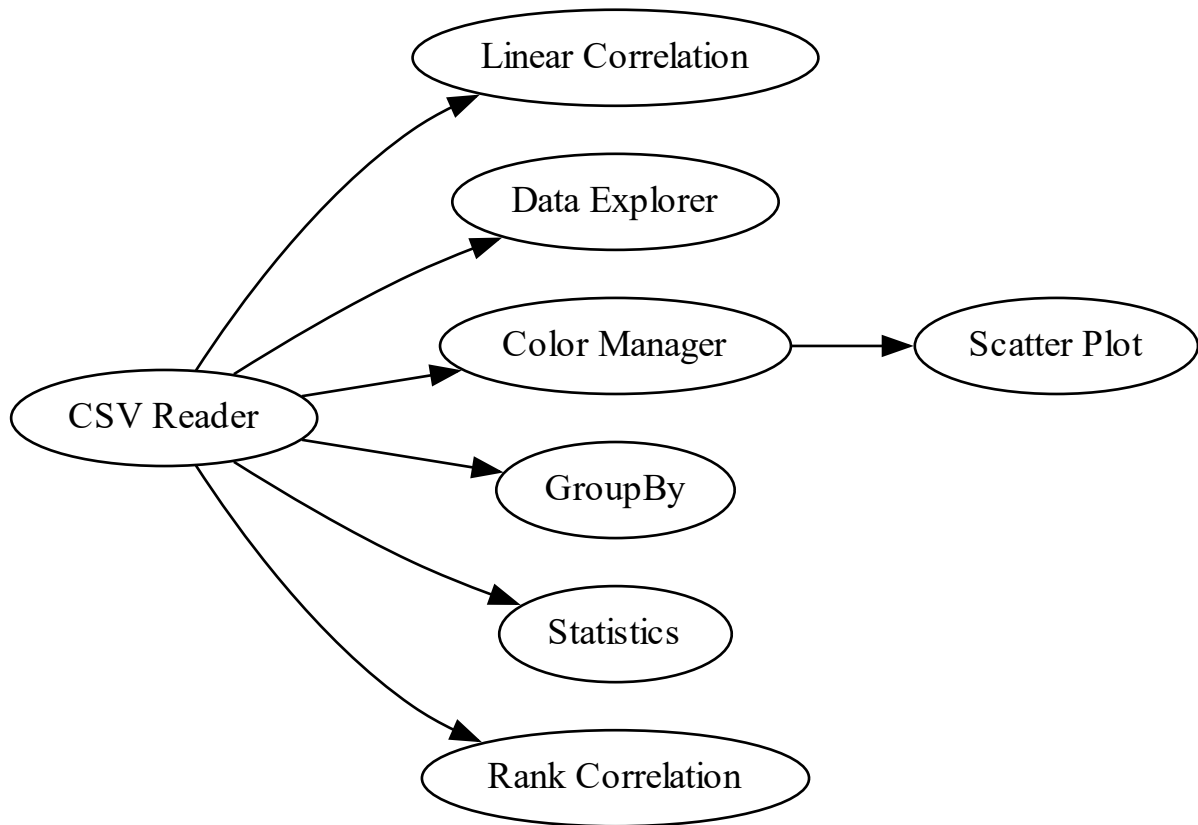 Linear Correlation
Data Explorer
Color Manager
Scatter Plot
CSV Reader
GroupBy
Statistics
Rank Correlation